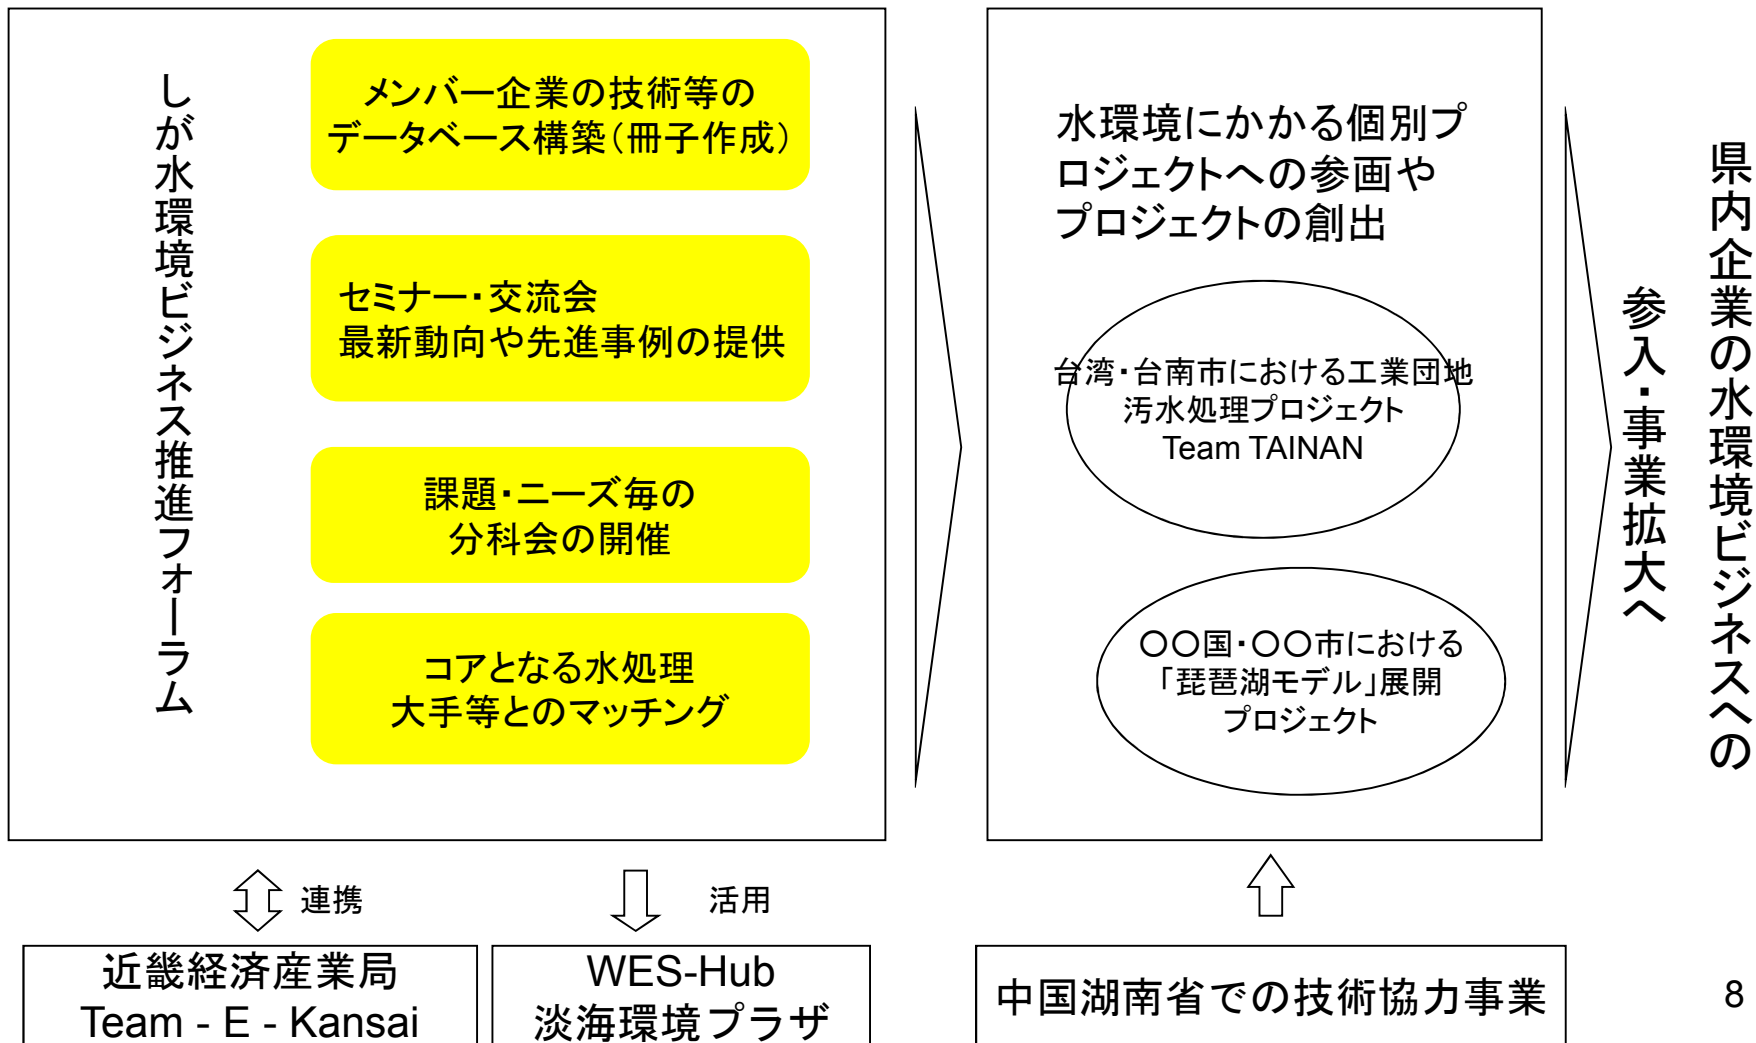 しが水環境ビジネス推進フォーラム
メンバー企業の技術等の
データベース構築（冊子作成）
セミナー・交流会
最新動向や先進事例の提供
課題・ニーズ毎の
分科会の開催
コアとなる水処理
大手等とのマッチング
水環境にかかる個別プ
ロジェクトへの参画や
プロジェクトの創出
台湾・台南市における工業団地
汚水処理プロジェクト
Team TAINAN
〇〇国・〇〇市における
「琵琶湖モデル」展開
プロジェクト
県内企業の水環境ビジネスへの
参入・事業拡大へ
連携
活用
近畿経済産業局
Team - E - Kansai
WES-Hub
淡海環境プラザ
中国湖南省での技術協力事業
8